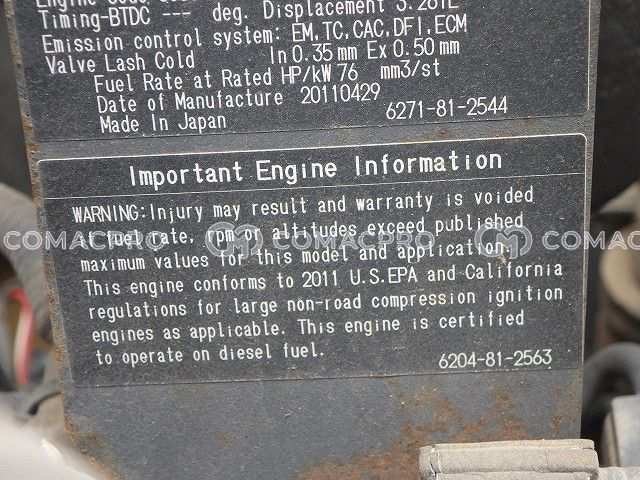 Timing-BTDC --- deg. Displacement 3.261L
Emission control system: EM, TC, CAC, DFI, ECM
Valve Lash Cold In 0.35 mm Ex 0.50 mm
Fuel Rate at Rated HP/kW 76 mm3/st
Date of Manufacture 20110429
Made In Japan 6271-81-2544
Important Engine Information
WARNING: Injury may result and warranty is voided
if fuel rate, rpm or altitudes exceed published
maximum values for this model and application.
This engine conforms to 2011 U.S.EPA and California
regulations for large non-road compression ignition
engines as applicable. This engine is certified
to operate on diesel fuel.
6204-81-2563
COMACPRO COMACPRO COMAC